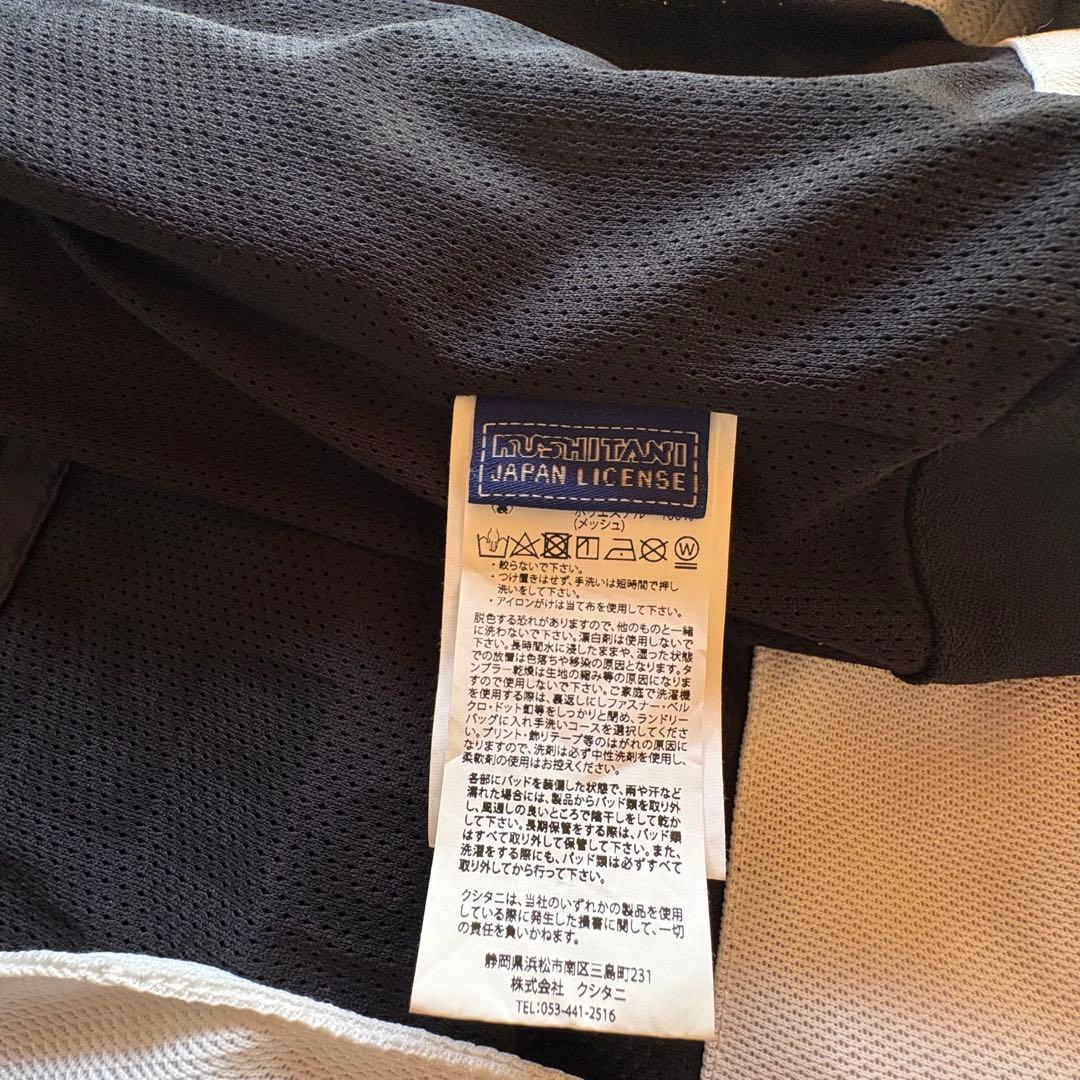 KUSHITANI
JAPAN LICENSE
ポリエステル 100%
(メッシュ)
W
・絞らないで下さい。
・つけ置きはせず、手洗いは短時間で押し
洗いをして下さい。
・アイロンがけは当て布を使用して下さい。
脱色する恐れがありますので、他のものと一緒
に洗わないで下さい。漂白剤は使用しないで
下さい。長時間水に浸したままや、湿った状態
での放置は色落ちや移染の原因となります。タ
ンブラー乾燥は生地の縮み等の原因になりま
すので使用しないで下さい。ご家庭で洗濯機
を使用する際は、裏返しにしファスナー・ベル
クロ・ドット釦等をしっかりと閉め、ランドリー
バッグに入れ手洗いコースを選択してくださ
い。プリント・飾りテープ等のはがれの原因に
なりますので、洗剤は必ず中性洗剤を使用し、
柔軟剤の使用はお控えください。
各部にパッドを装備した状態で、雨や汗など
濡れた場合には、製品からパッド類を取り外
し、風通しの良いところで陰干しをして乾か
して下さい。長期保管をする際は、パッド類
はすべて取り外して保管して下さい。また、
洗濯をする際にも、パッド類は必ずすべて
取り外してから行って下さい。
クシタニは、当社のいずれかの製品を使用
している際に発生した損害に関して、一切
の責任を負いかねます。
静岡県浜松市南区三島町231
株式会社 クシタニ
TEL:053-441-2516